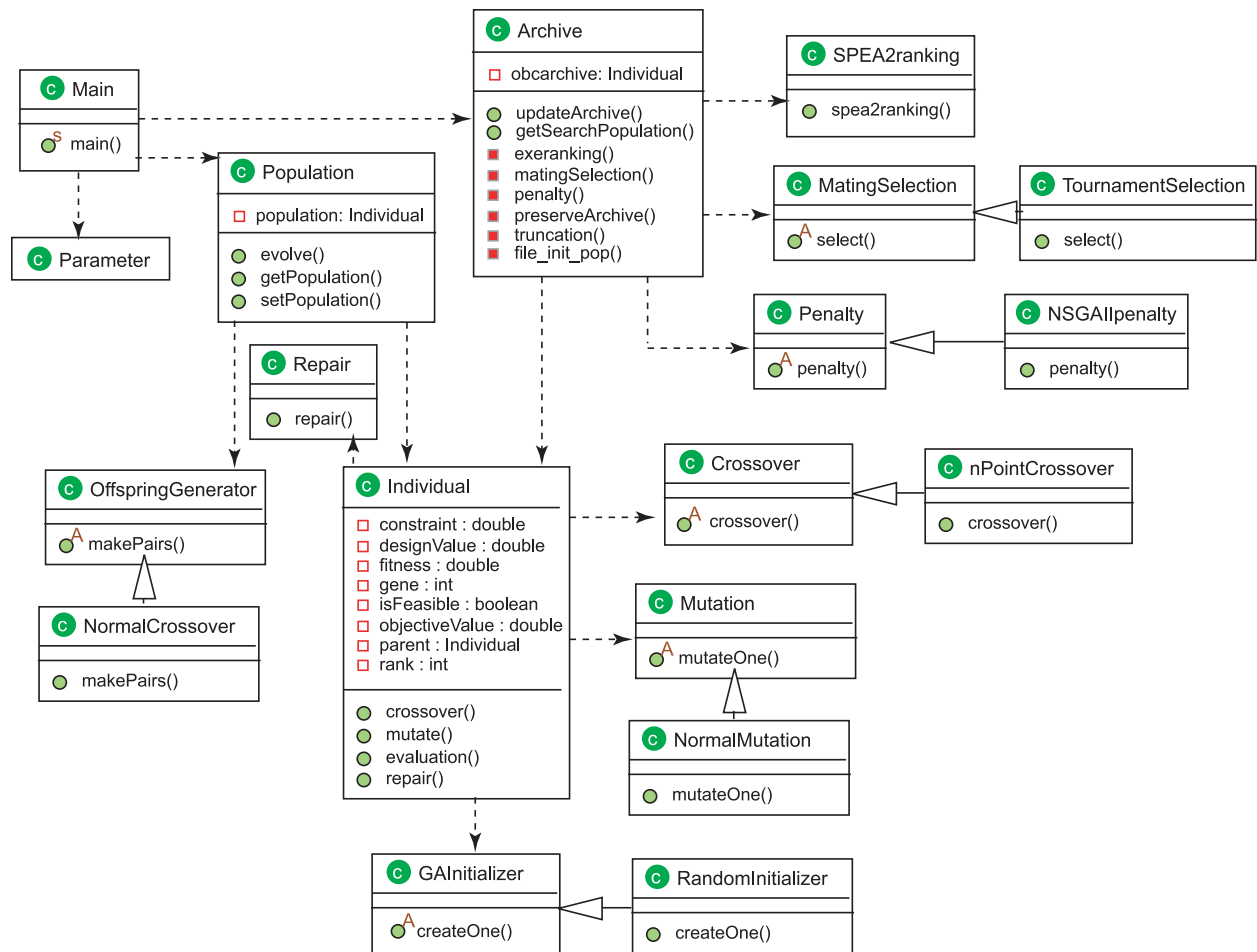 C Archive
obcarchive: Individual
updateArchive()
getSearchPopulation()
exeranking()
matingSelection()
penalty()
preserveArchive()
truncation()
file_init_pop()
C SPEA2ranking
spea2ranking()
C Main
S main()
C Population
population: Individual
evolve()
getPopulation()
setPopulation()
C MatingSelection
A select()
C TournamentSelection
select()
C Parameter
C Penalty
A penalty()
C NSGAIIpenalty
penalty()
C Repair
repair()
C OffspringGenerator
A makePairs()
C Individual
constraint : double
designValue : double
fitness : double
gene : int
isFeasible : boolean
objectiveValue : double
parent : Individual
rank : int
crossover()
mutate()
evaluation()
repair()
C Crossover
A crossover()
C nPointCrossover
crossover()
C NormalCrossover
makePairs()
C Mutation
A mutateOne()
C NormalMutation
mutateOne()
C GAInitializer
A createOne()
C RandomInitializer
createOne()